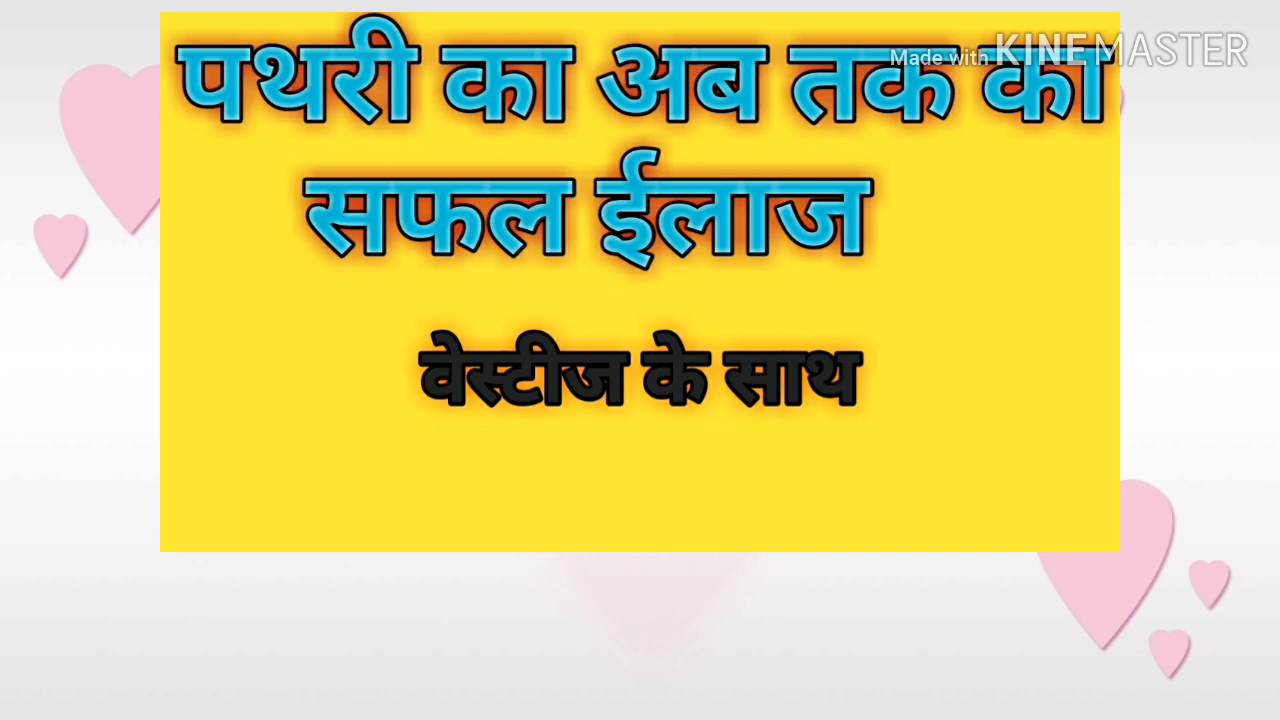 Made with KINEMASTER
पथरी का अब तक का
सफल ईलाज
वेस्टीज के साथ